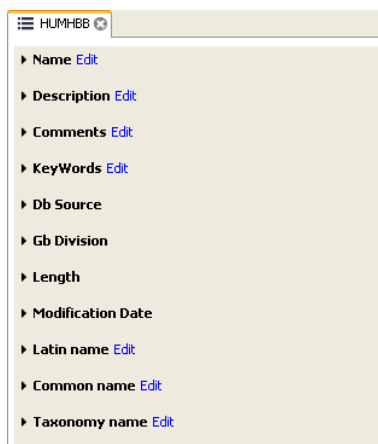 HUMHBB
Name Edit
Description Edit
Comments Edit
KeyWords Edit
Db Source
Gb Division
Length
Modification Date
Latin name Edit
Common name Edit
Taxonomy name Edit